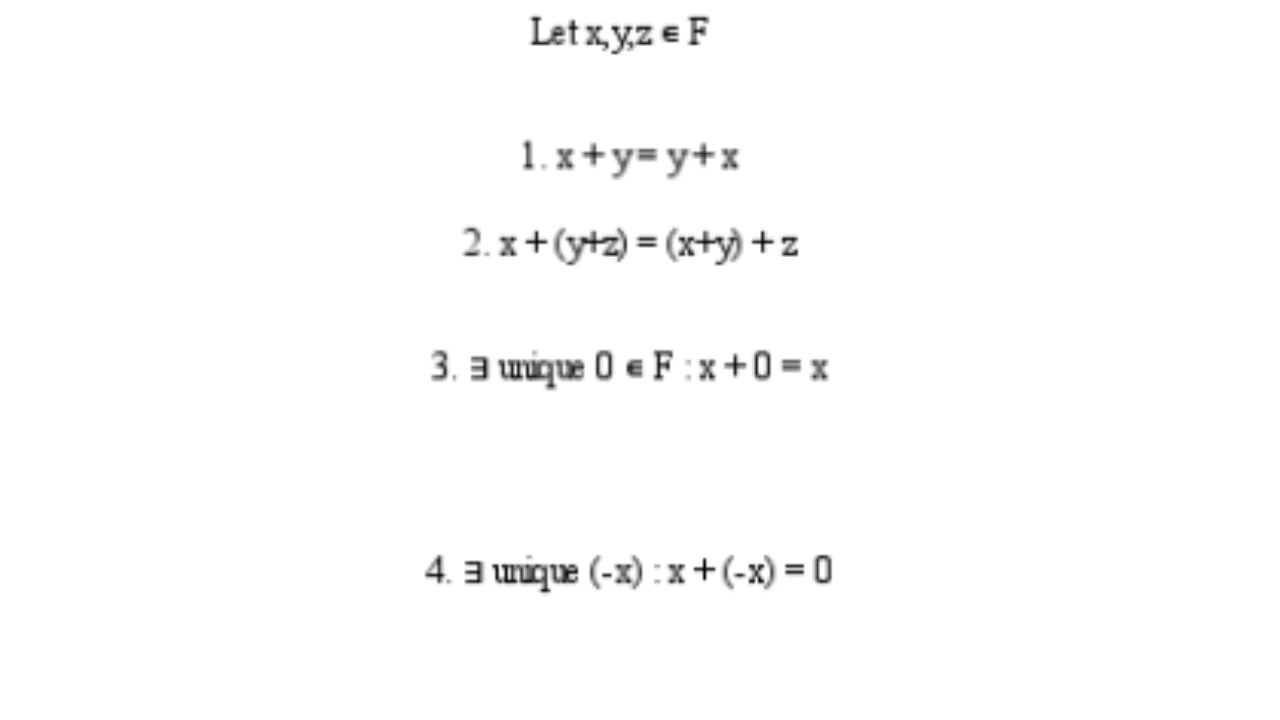 Let x,y,z ∈ F
1. x + y = y + x
2. x + (y+z) = (x+y) + z
3. ∃ unique 0 ∈ F : x + 0 = x
4. ∃ unique (-x) : x + (-x) = 0